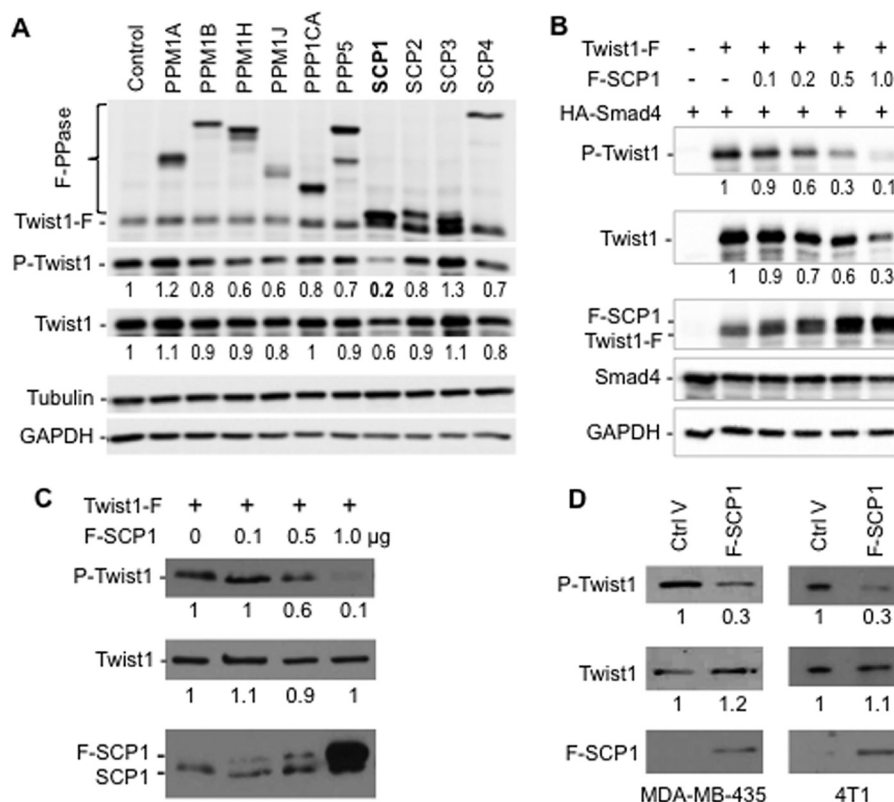 A
Control
PPM1A
PPM1B
PPM1H
PPM1J
PPP1CA
PPP5
SCP1
SCP2
SCP3
SCP4
F-PPase
Twist1-F
P-Twist1
1 1.2 0.8 0.6 0.6 0.8 0.7 0.2 0.8 1.3 0.7
Twist1
1 1.1 0.9 0.9 0.8 1 0.9 0.6 0.9 1.1 0.8
Tubulin
GAPDH
B
Twist1-F - + + + + +
F-SCP1 - - 0.1 0.2 0.5 1.0
HA-Smad4 + + + + + +
P-Twist1
1 0.9 0.6 0.3 0.1
Twist1
1 0.9 0.7 0.6 0.3
F-SCP1
Twist1-F
Smad4
GAPDH
C
Twist1-F + + + +
F-SCP1 0 0.1 0.5 1.0 μg
P-Twist1
1 1 0.6 0.1
Twist1
1 1.1 0.9 1
F-SCP1
SCP1
D
Ctrl V F-SCP1 Ctrl V F-SCP1
P-Twist1
1 0.3 1 0.3
Twist1
1 1.2 1 1.1
F-SCP1
MDA-MB-435 4T1